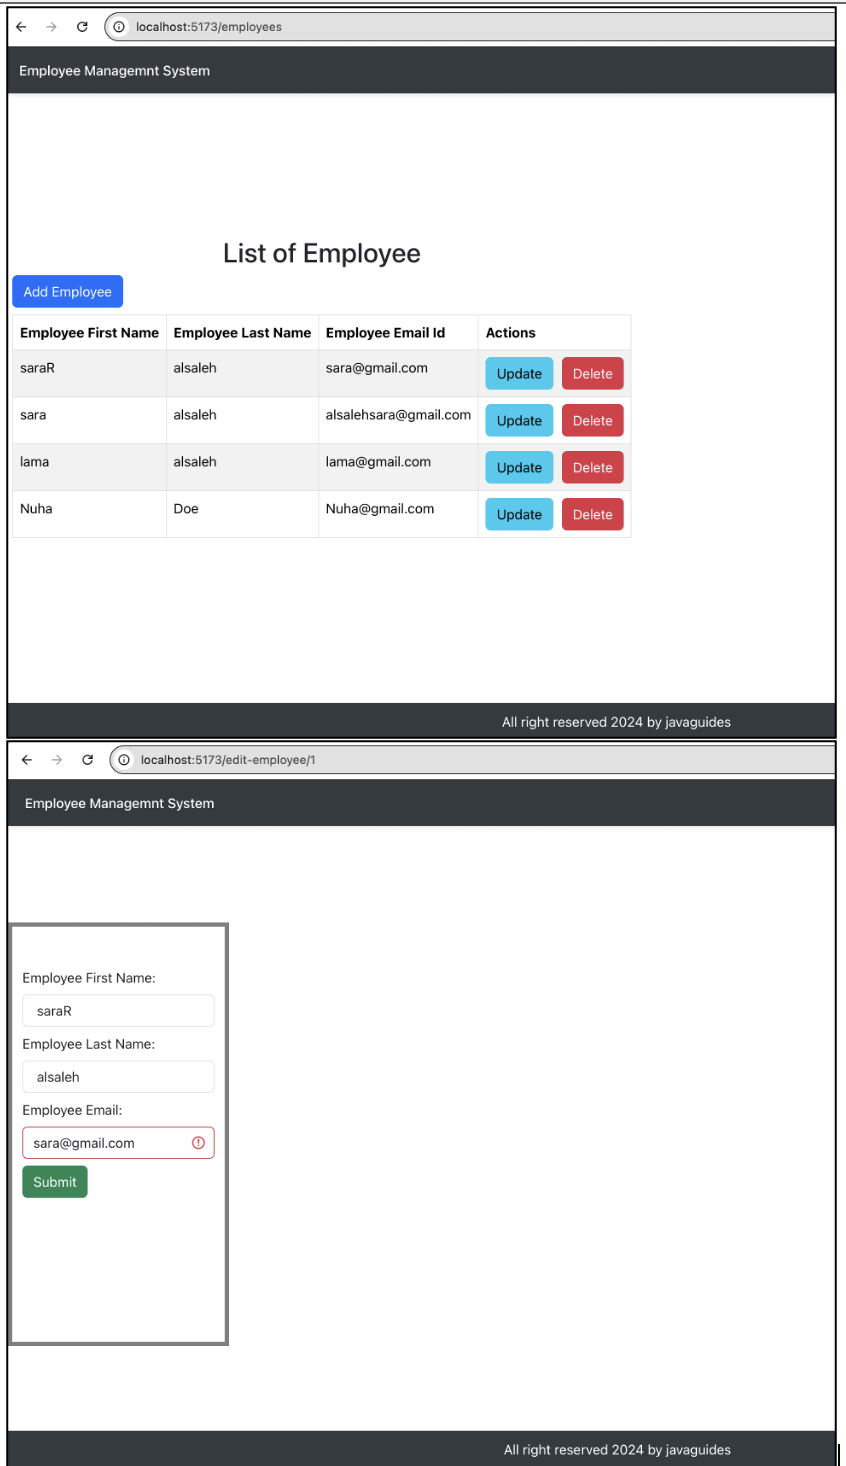 localhost:5173/employees
Employee Managemnt System
List of Employee
Add Employee
Employee First Name Employee Last Name Employee Email Id Actions
saraR alsaleh sara@gmail.com Update Delete
sara alsaleh alsalehsara@gmail.com Update Delete
lama alsaleh lama@gmail.com Update Delete
Nuha Doe Nuha@gmail.com Update Delete
All right reserved 2024 by javaguides
localhost:5173/edit-employee/1
Employee Managemnt System
Employee First Name:
saraR
Employee Last Name:
alsaleh
Employee Email:
sara@gmail.com
Submit
All right reserved 2024 by javaguides